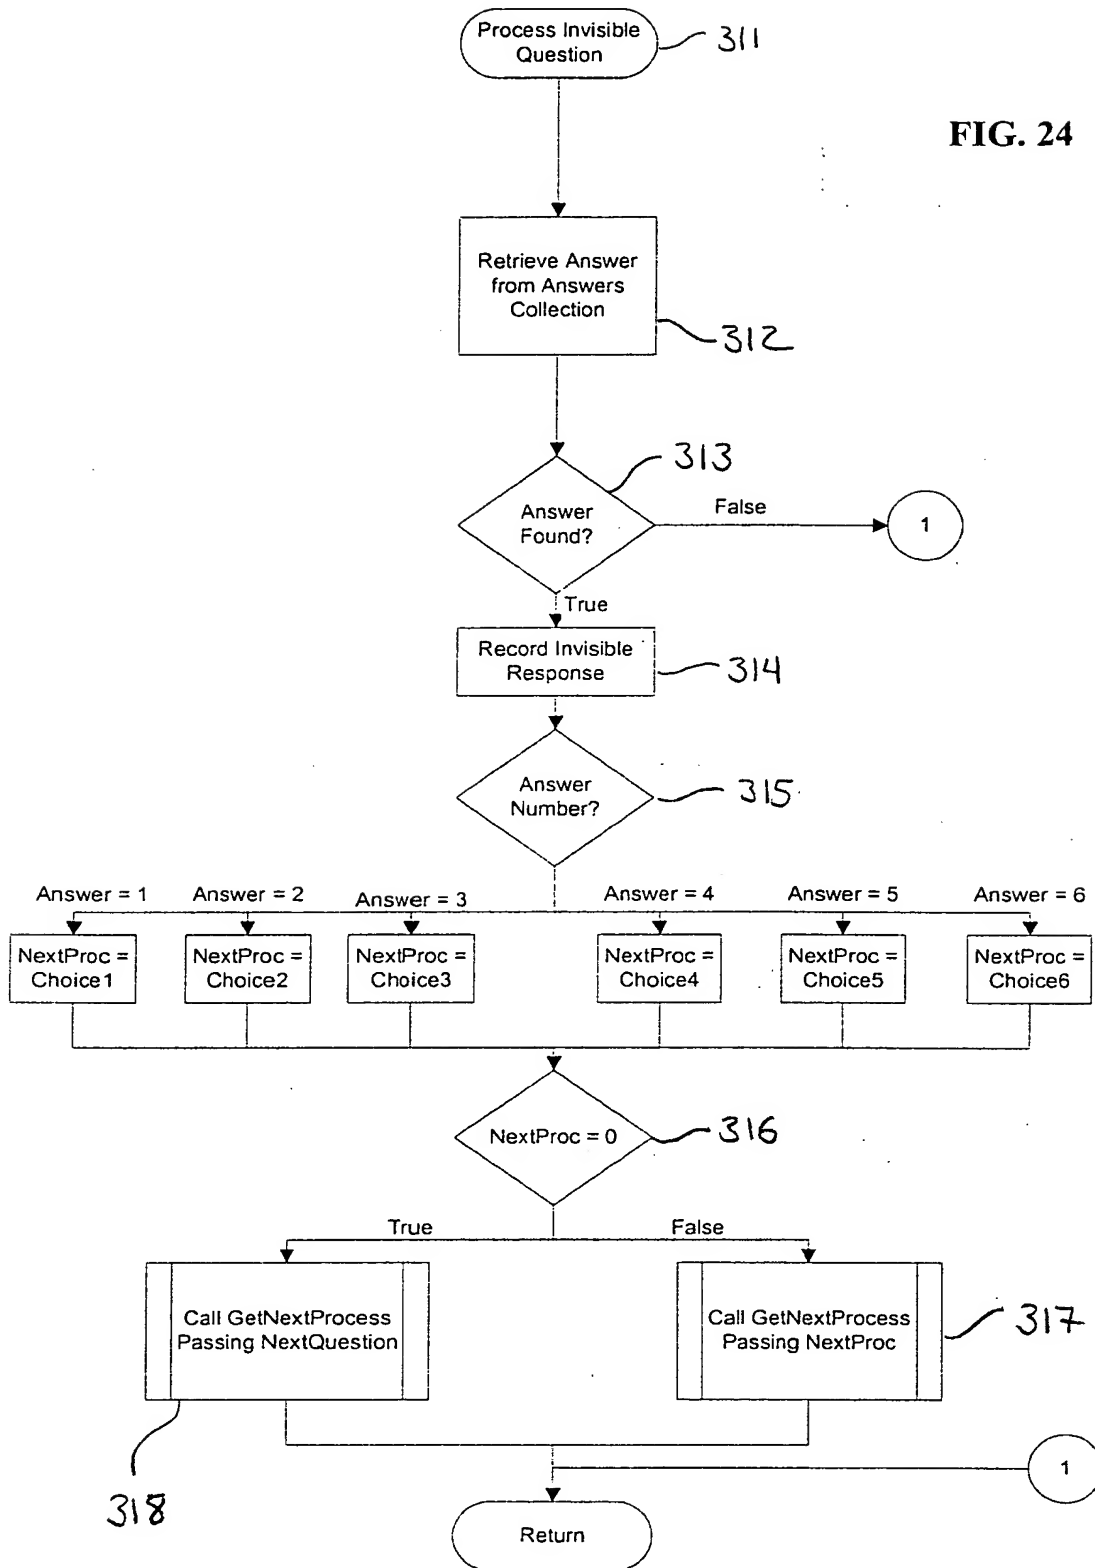 Process Invisible
Question
311
FIG. 24
Retrieve Answer
from Answers
Collection
312
313
Answer
Found?
False
1
True
Record Invisible
Response
314
Answer
Number?
315
Answer = 1
Answer = 2
Answer = 3
Answer = 4
Answer = 5
Answer = 6
NextProc =
Choice1
NextProc =
Choice2
NextProc =
Choice3
NextProc =
Choice4
NextProc =
Choice5
NextProc =
Choice6
NextProc = 0
316
True
False
Call GetNextProcess
Passing NextQuestion
Call GetNextProcess
Passing NextProc
317
318
1
Return